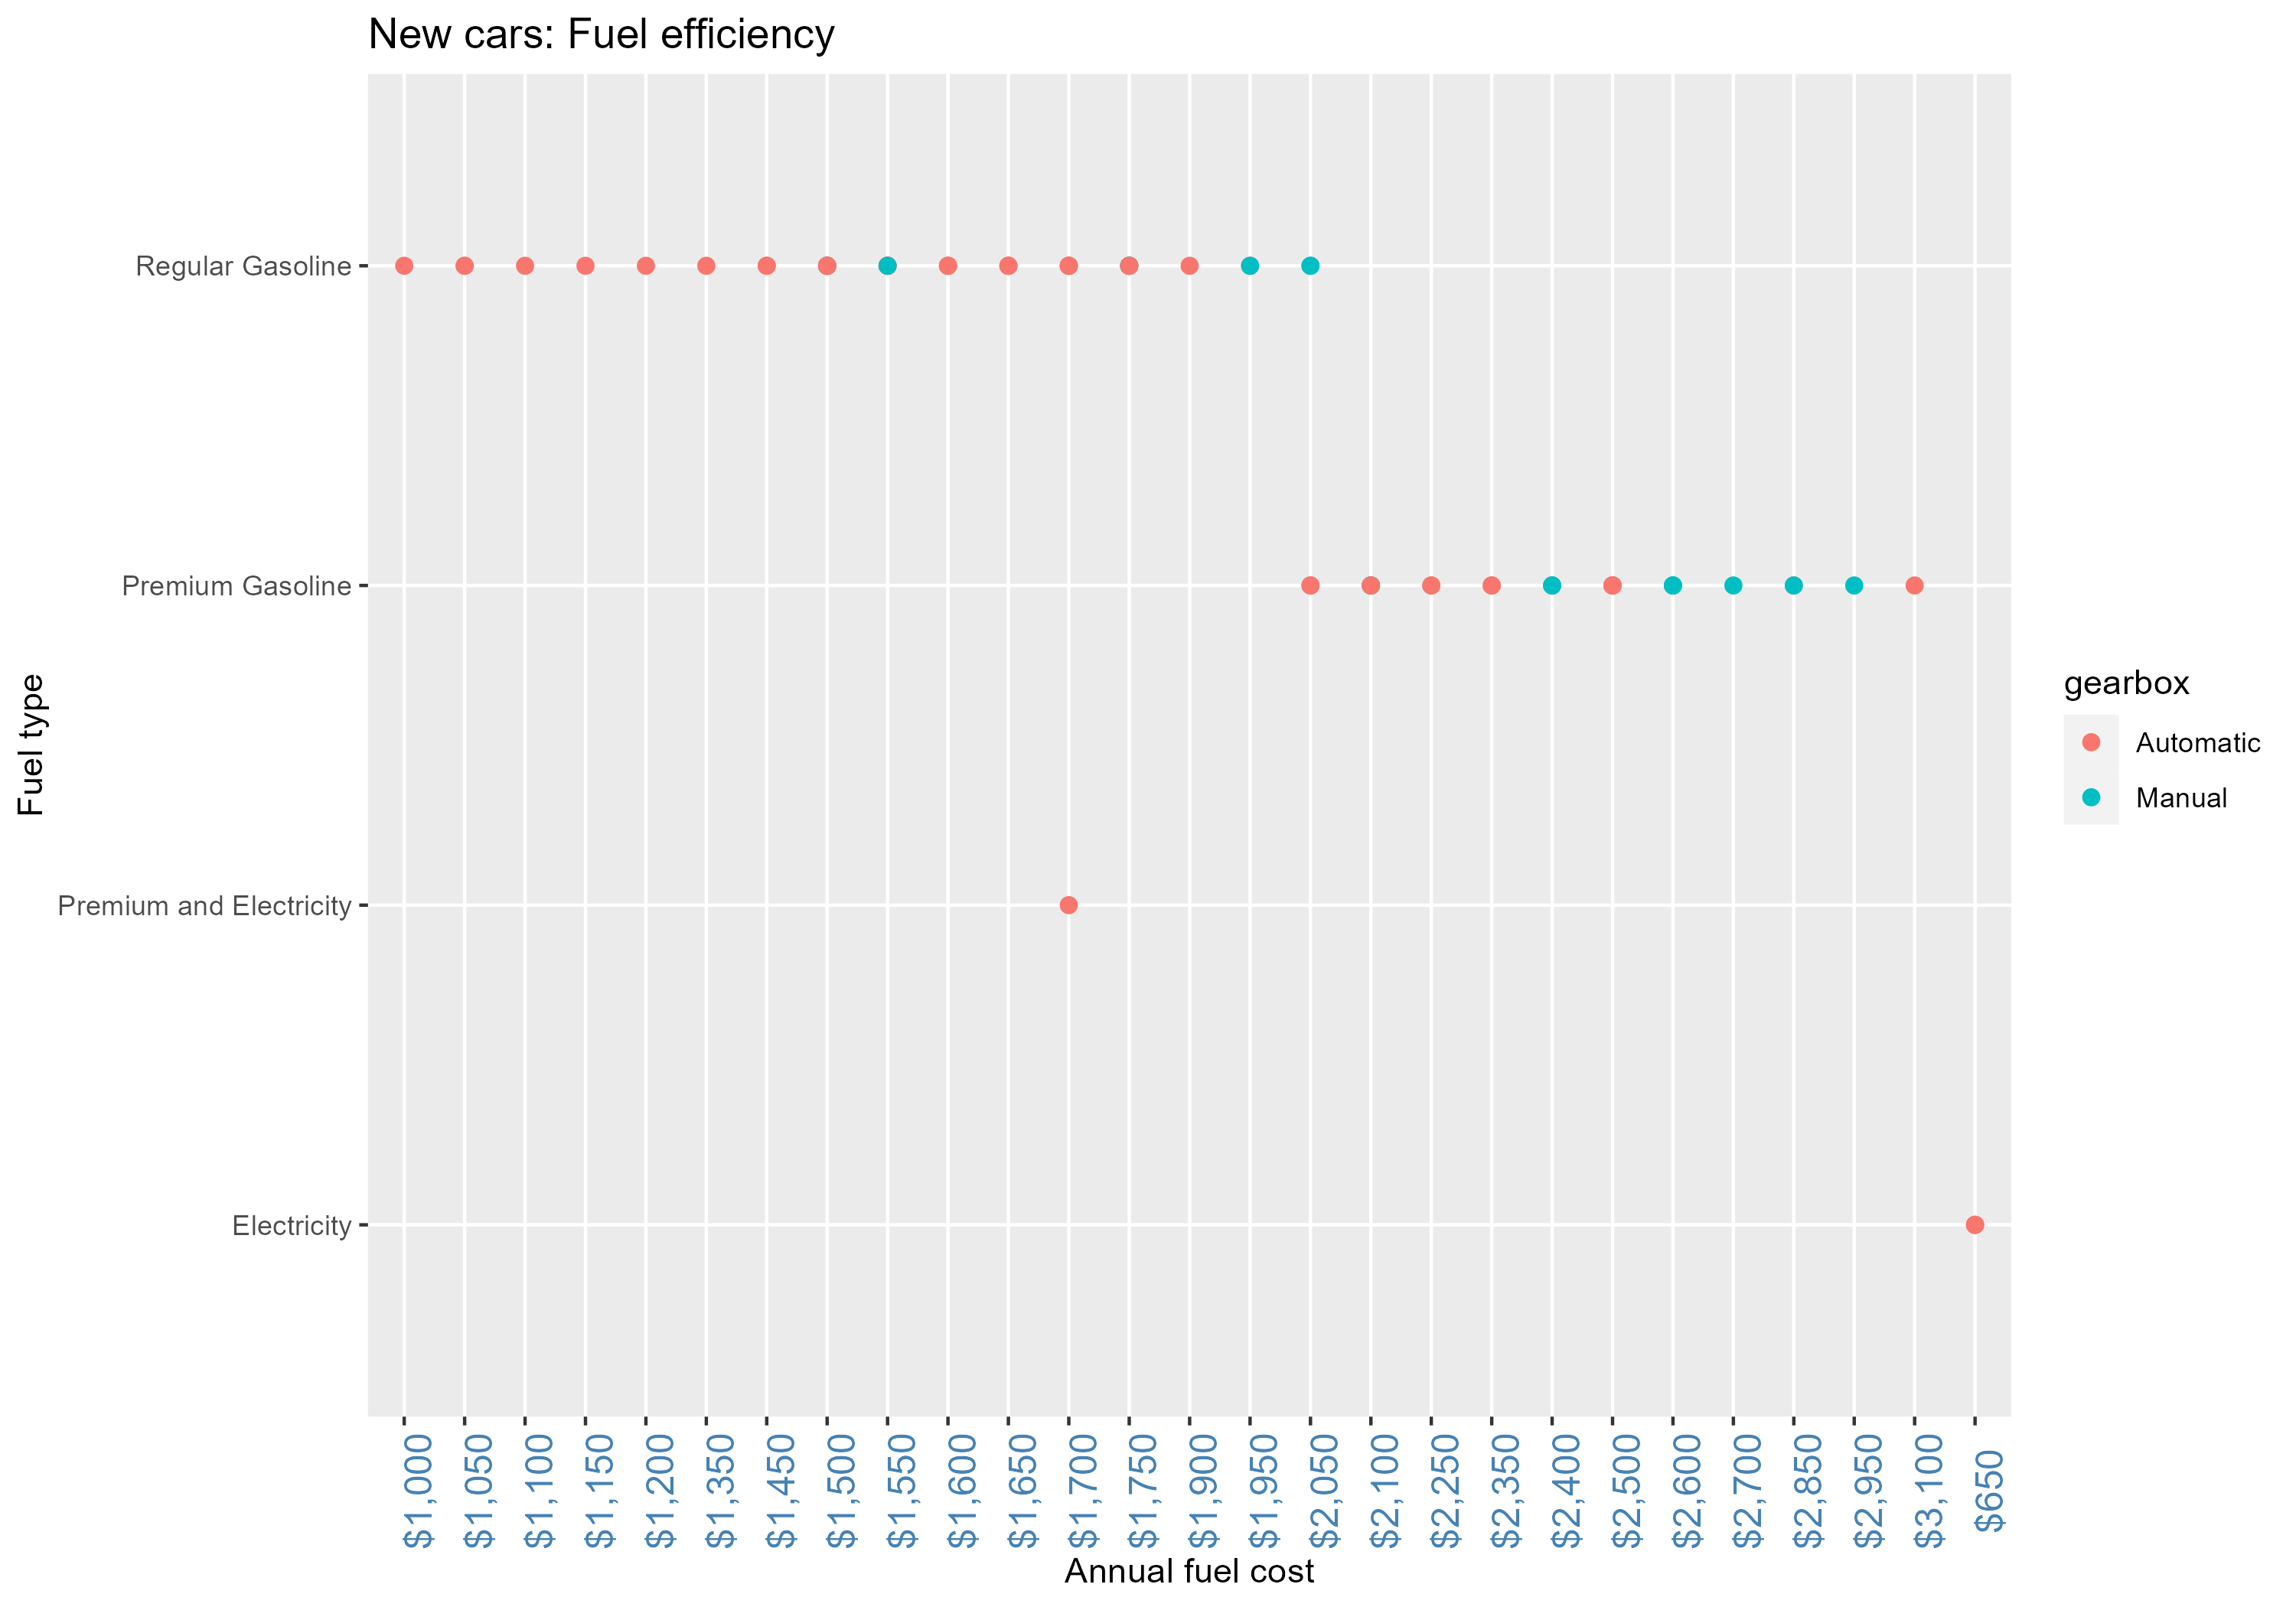 New cars: Fuel efficiency
Fuel type
Regular Gasoline
Premium Gasoline
Premium and Electricity
Electricity
$1,000
$1,050
$1,100
$1,150
$1,200
$1,350
$1,450
$1,500
$1,550
$1,600
$1,650
$1,700
$1,750
$1,900
$1,950
$2,050
$2,100
$2,250
$2,350
$2,400
$2,500
$2,600
$2,700
$2,850
$2,950
$3,100
$650
Annual fuel cost
gearbox
Automatic
Manual